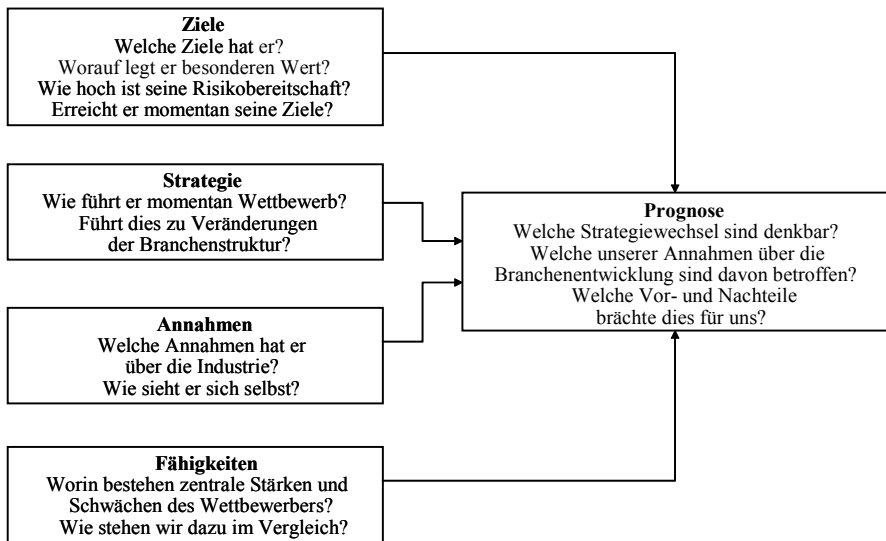 Ziele
Welche Ziele hat er?
Worauf legt er besonderen Wert?
Wie hoch ist seine Risikobereitschaft?
Erreicht er momentan seine Ziele?
Strategie
Wie führt er momentan Wettbewerb?
Führt dies zu Veränderungen
der Branchenstruktur?
Annahmen
Welche Annahmen hat er
über die Industrie?
Wie sieht er sich selbst?
Fähigkeiten
Worin bestehen zentrale Stärken und
Schwächen des Wettbewerbers?
Wie stehen wir dazu im Vergleich?
Prognose
Welche Strategiewechsel sind denkbar?
Welche unserer Annahmen über die
Branchenentwicklung sind davon betroffen?
Welche Vor- und Nachteile
brächte dies für uns?